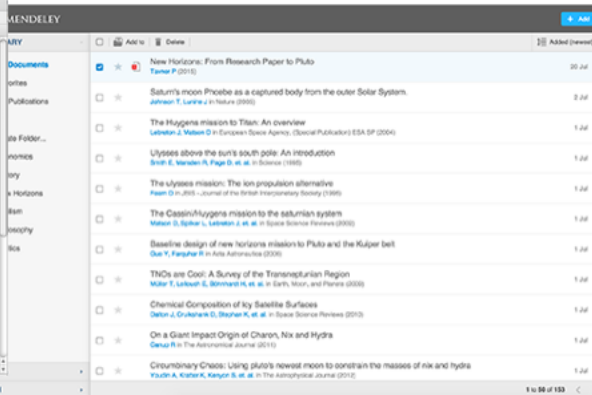 MENDELEY
+ Add
ARY
Add to
Delete
Added (newest
Documents
orites
Publications
ate Folder...
nomics
ory
x Horizons
lism
osophy
tics
New Horizons: From Research Paper to Pluto
(2015)
20 Jul
Saturn's moon Phoebe as a captured body from the outer Solar System.
Johnson T, Lunine J in Nature (2005)
2 Jul
The Huygens mission to Titan: An overview
Lebreton J, Matson D in European Space Agency, (Special Publication) ESA SP (2004)
1 Jul
Ulysses above the sun's south pole: An introduction
Smith E, Marsden R, Page D, et. al. in Science (1995)
1 Jul
The ulysses mission: The ion propulsion alternative
in JBIS - Journal of the British Interplanetary Society
1 Jul
The Cassini/Huygens mission to the saturnian system
Matson D, Spilker L, Lebreton J, et. al. in Space Science Reviews
1 Jul
Baseline design of new horizons mission to Pluto and the Kuiper belt
Guo Y, Farquhar R in Acta Astronautica
1 Jul
TNOs are Cool: A Survey of the Transneptunian Region
Müller T, Lellouch E, Böhnhardt H, et. al. in Earth, Moon, and Planets
1 Jul
Chemical Composition of Icy Satellite Surfaces
Dalton J, Cruikshank D, Stephan K, et. al. in Space Science Reviews
1 Jul
On a Giant Impact Origin of Charon, Nix and Hydra
Canup R in The Astronomical Journal (2011)
1 Jul
Circumbinary Chaos: Using pluto's newest moon to constrain the masses of nix and hydra
Youdin A, Kratter K, Kenyon S, et. al. in The Astrophysical Journal (2012)
1 Jul
1 to 50 of 153